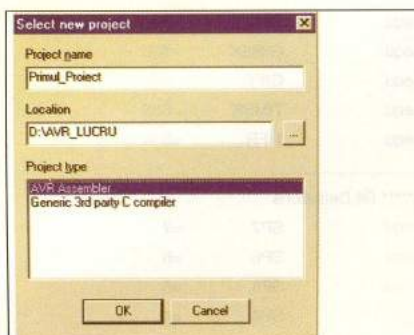 Select new project
Project name
Primul_Proiect
Location
D:\AVR_LUCRU
...
Project type
AVR Assembler
Generic 3rd party C compiler
OK
Cancel